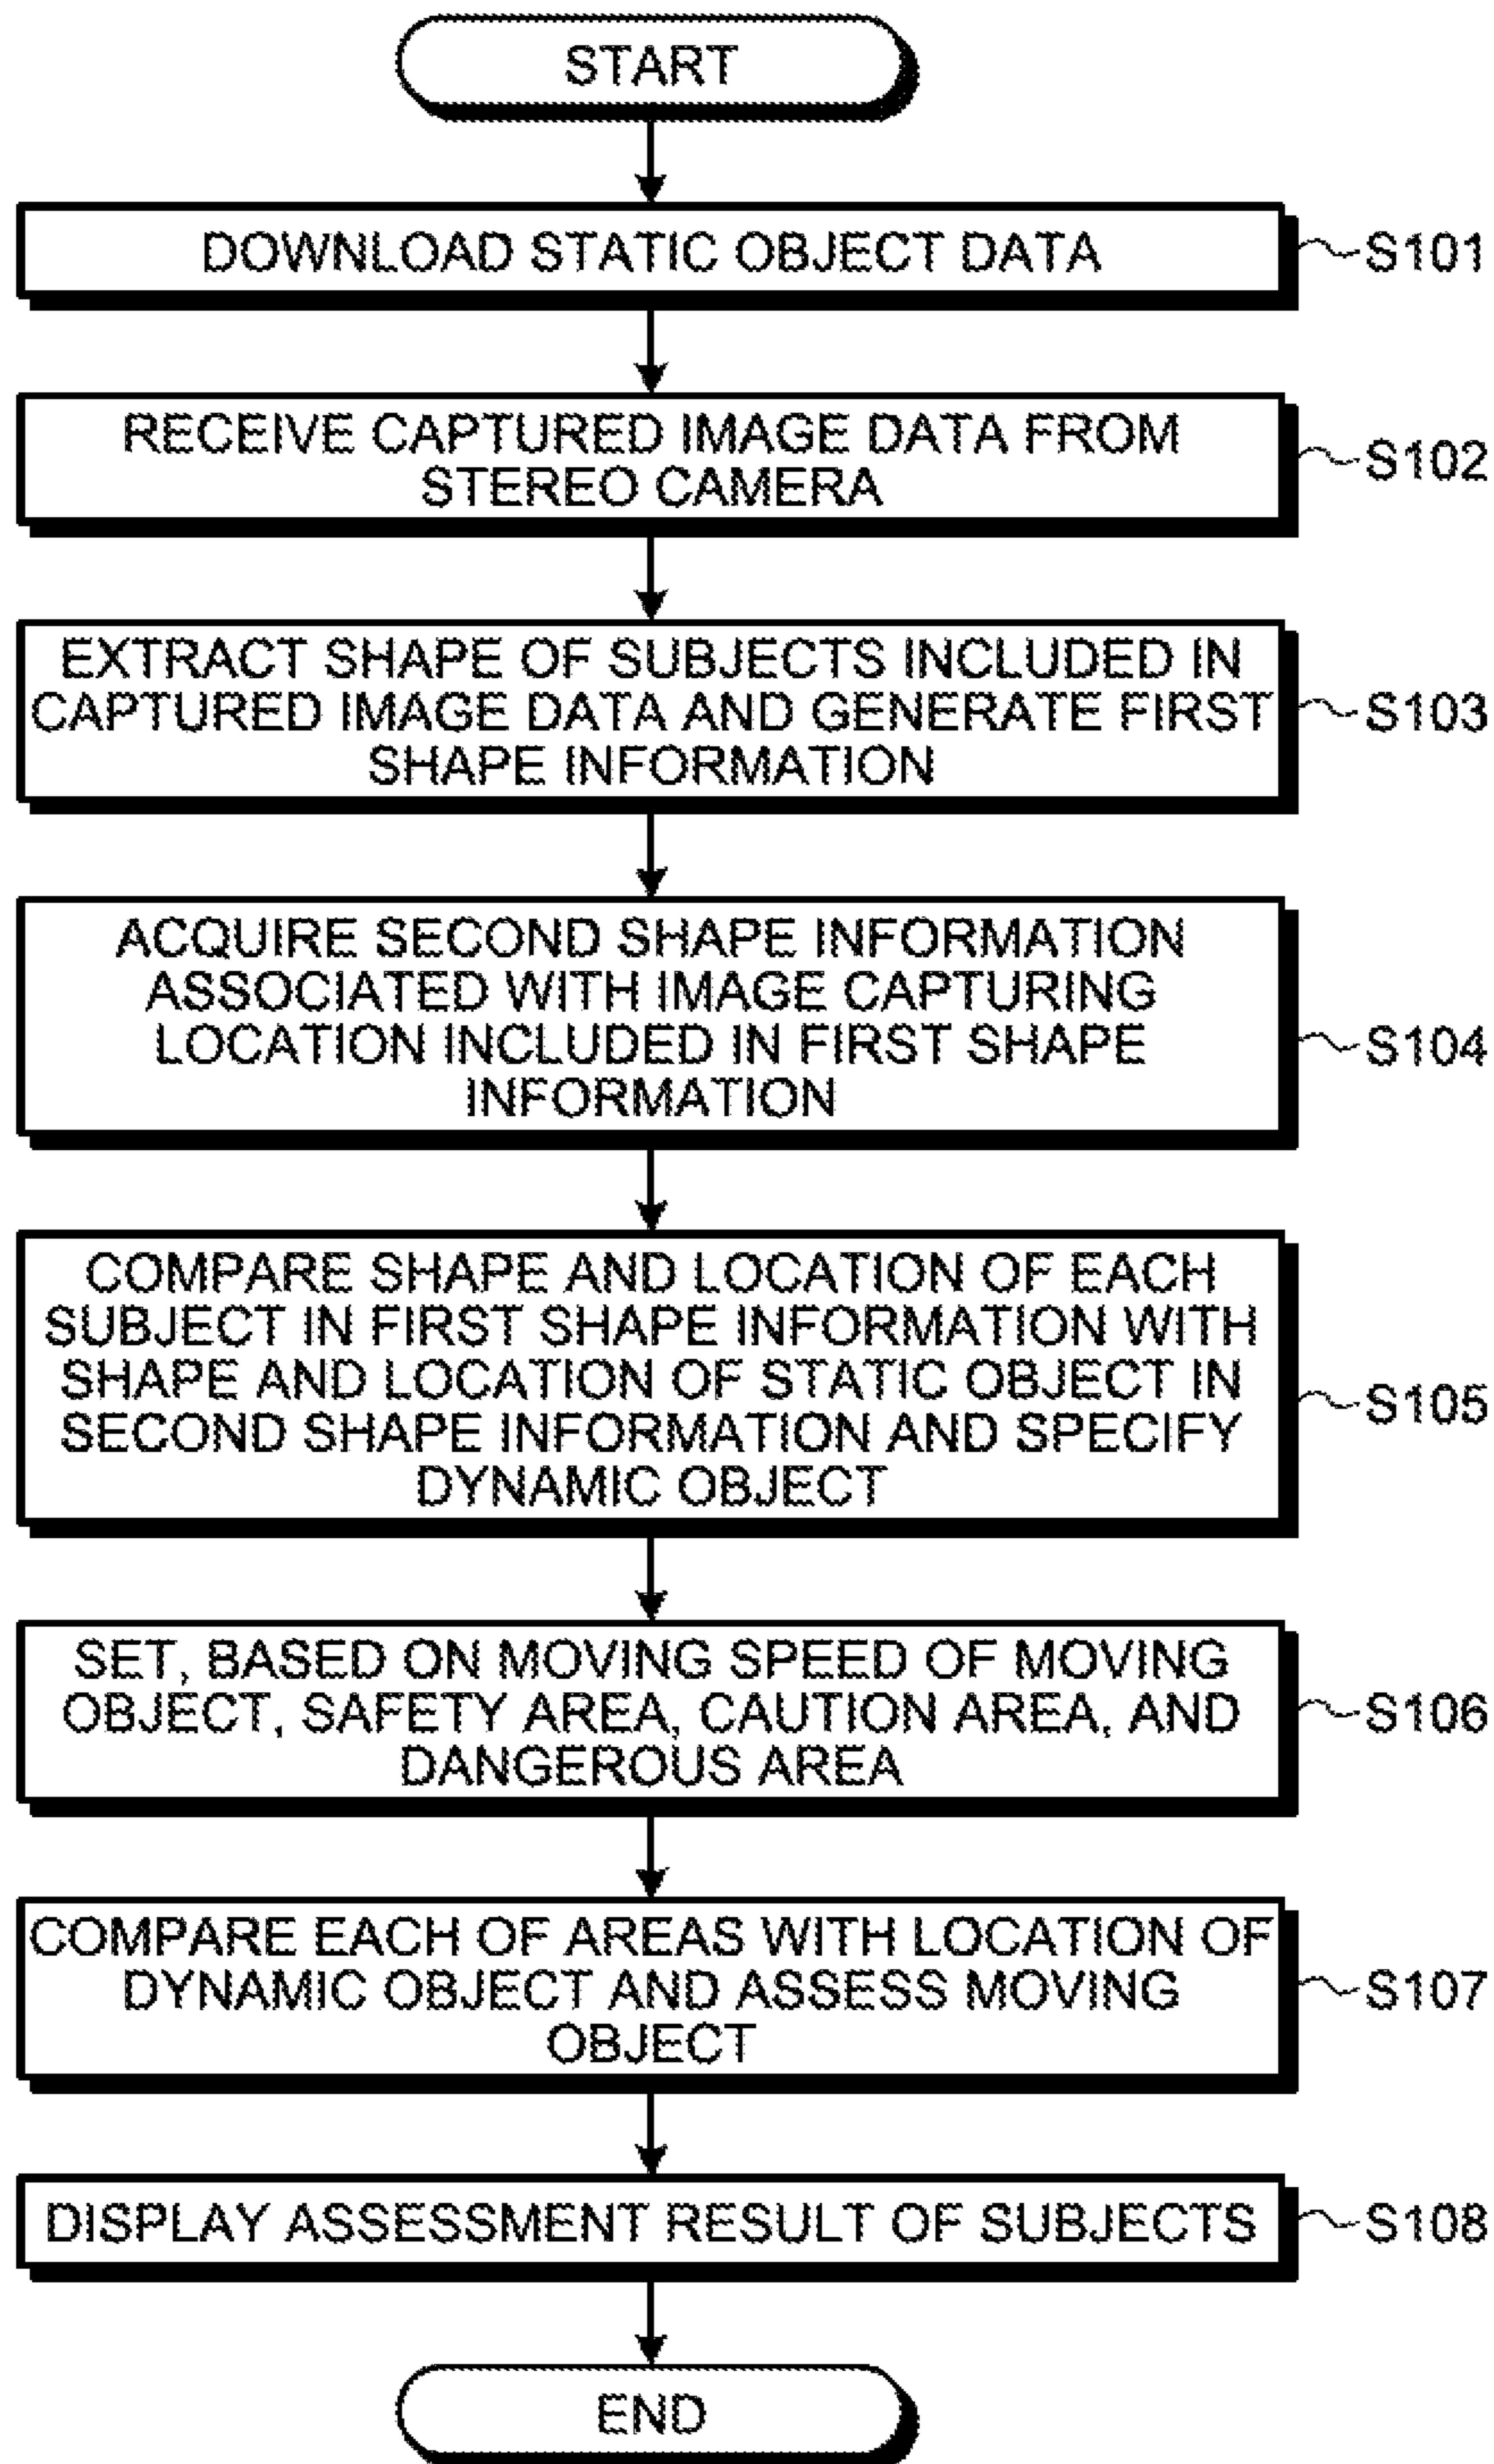 START
DOWNLOAD STATIC OBJECT DATA
S101
RECEIVE CAPTURED IMAGE DATA FROM
STEREO CAMERA
S102
EXTRACT SHAPE OF SUBJECTS INCLUDED IN
CAPTURED IMAGE DATA AND GENERATE FIRST
SHAPE INFORMATION
S103
ACQUIRE SECOND SHAPE INFORMATION
ASSOCIATED WITH IMAGE CAPTURING
LOCATION INCLUDED IN FIRST SHAPE
INFORMATION
S104
COMPARE SHAPE AND LOCATION OF EACH
SUBJECT IN FIRST SHAPE INFORMATION WITH
SHAPE AND LOCATION OF STATIC OBJECT IN
SECOND SHAPE INFORMATION AND SPECIFY
DYNAMIC OBJECT
S105
SET, BASED ON MOVING SPEED OF MOVING
OBJECT, SAFETY AREA, CAUTION AREA, AND
DANGEROUS AREA
S106
COMPARE EACH OF AREAS WITH LOCATION OF
DYNAMIC OBJECT AND ASSESS MOVING
OBJECT
S107
DISPLAY ASSESSMENT RESULT OF SUBJECTS
S108
END